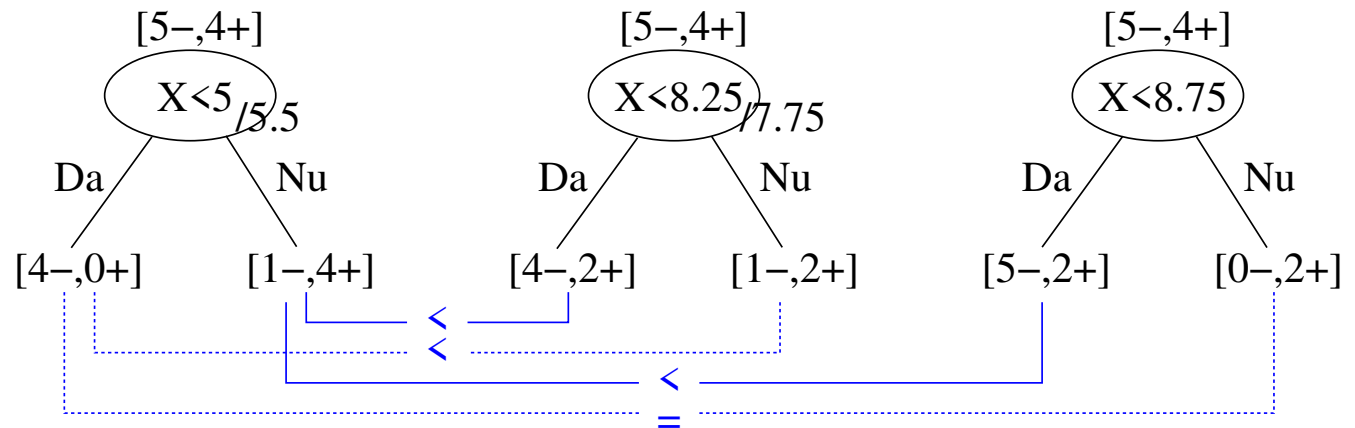 [5−,4+] [5−,4+] [5−,4+]
X<5/5.5 X<8.25/7.75 X<8.75
Da Nu Da Nu Da Nu
[4−,0+] [1−,4+] [4−,2+] [1−,2+] [5−,2+] [0−,2+]
<
<
<
=